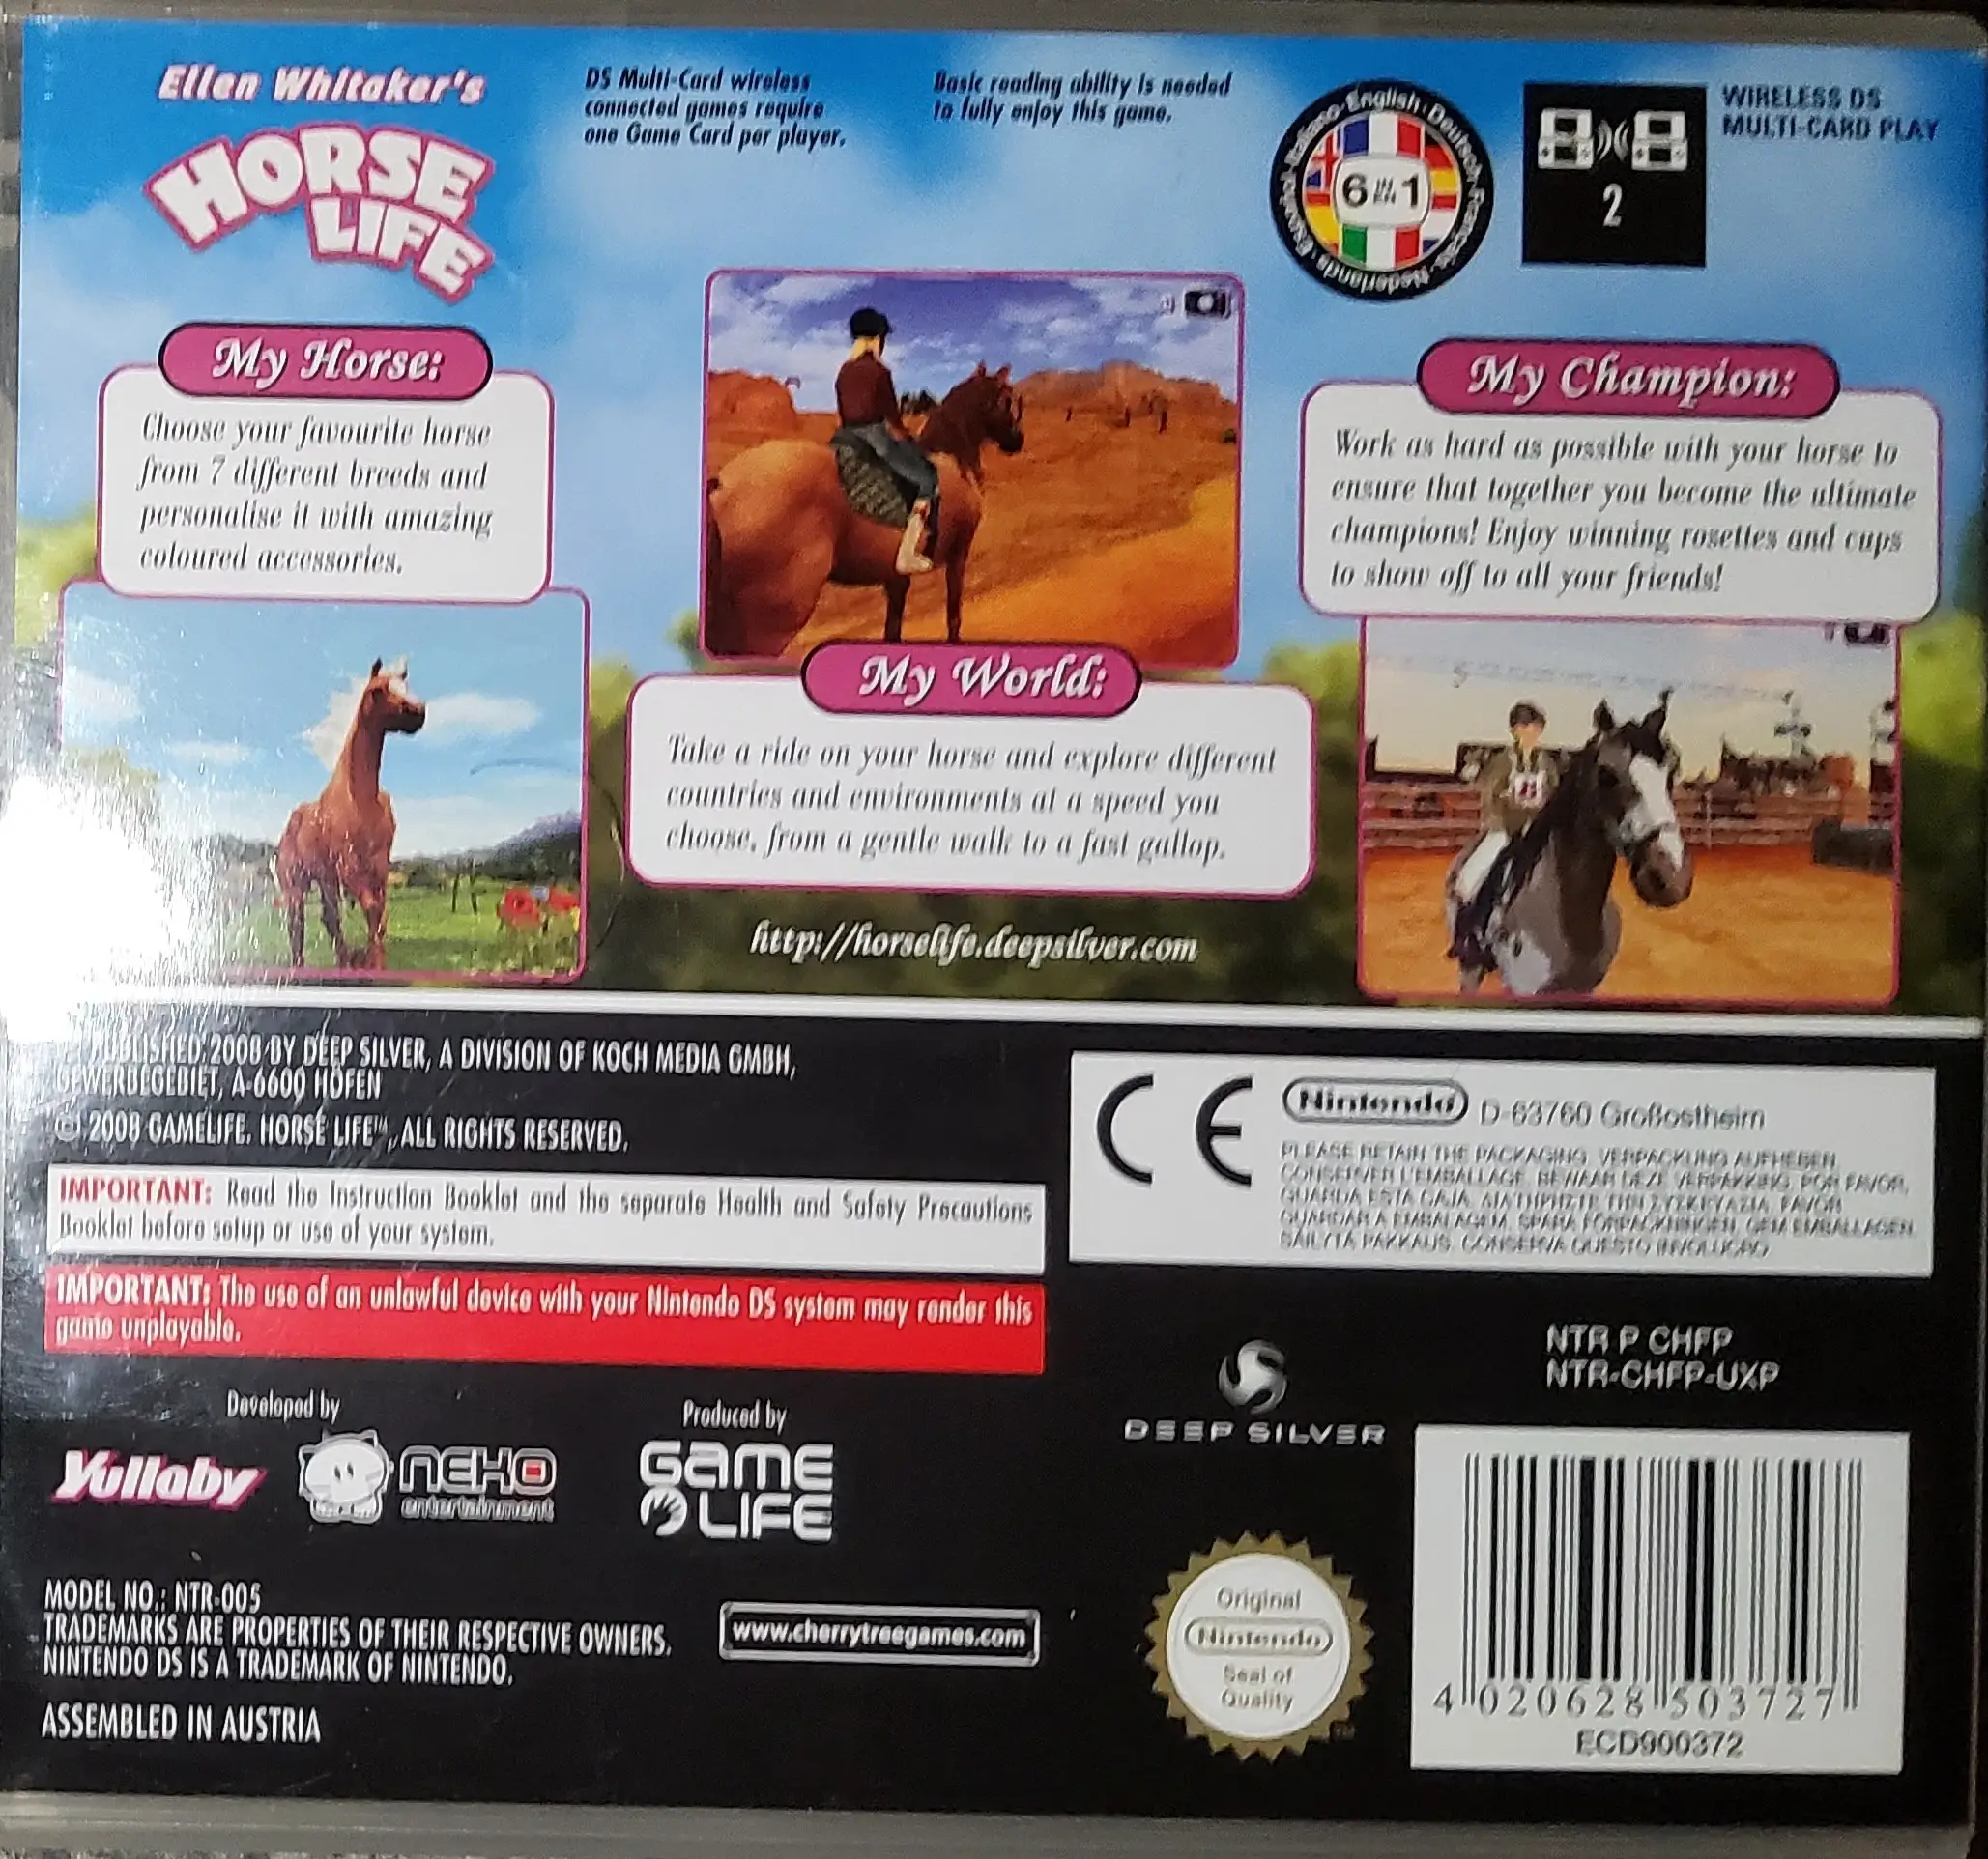 Ellen Whitaker's
HORSE
LIFE
DS Multi-Card wireless
connected games require
one Game Card per player.
Basic reading ability is needed
to fully enjoy this game.
English · Deutsch · Français · Nederlands · Español · Italiano
6 IN EN 1
2
WIRELESS DS
MULTI-CARD PLAY
My Horse:
Choose your favourite horse
from 7 different breeds and
personalise it with amazing
coloured accessories.
My World:
Take a ride on your horse and explore different
countries and environments at a speed you
choose, from a gentle walk to a fast gallop.
My Champion:
Work as hard as possible with your horse to
ensure that together you become the ultimate
champions! Enjoy winning rosettes and cups
to show off to all your friends!
http://horselife.deepsilver.com
PUBLISHED 2008 BY DEEP SILVER, A DIVISION OF KOCH MEDIA GMBH,
GEWERBEGEBIET, A-6600 HÖFEN
© 2008 GAMELIFE. HORSE LIFE™, ALL RIGHTS RESERVED.
IMPORTANT: Read the Instruction Booklet and the separate Health and Safety Precautions
Booklet before setup or use of your system.
IMPORTANT: The use of an unlawful device with your Nintendo DS system may render this
game unplayable.
Developed by
Yullaby
NEKO
entertainment
Produced by
GAME
LIFE
MODEL NO.: NTR-005
TRADEMARKS ARE PROPERTIES OF THEIR RESPECTIVE OWNERS.
NINTENDO DS IS A TRADEMARK OF NINTENDO.
ASSEMBLED IN AUSTRIA
www.cherrytreegames.com
CE
Nintendo D-63760 Großostheim
PLEASE RETAIN THE PACKAGING. VERPACKUNG AUFHEBEN.
CONSERVER L'EMBALLAGE. BEWAAR DEZE VERPAKKING. POR FAVOR,
GUARDA ESTA CAJA. ΔΙΑΤΗΡΗΣΤΕ ΤΗΝ ΣΥΣΚΕΥΑΣΙΑ. FAVOR
GUARDAR A EMBALAGEM. SPARA FÖRPACKNINGEN. GEM EMBALLAGEN.
SÄILYTÄ PAKKAUS. CONSERVA QUESTO INVOLUCRO.
DEEP SILVER
NTR P CHFP
NTR-CHFP-UXP
Original
Nintendo
Seal of
Quality
4 020628 503727
ECD900372